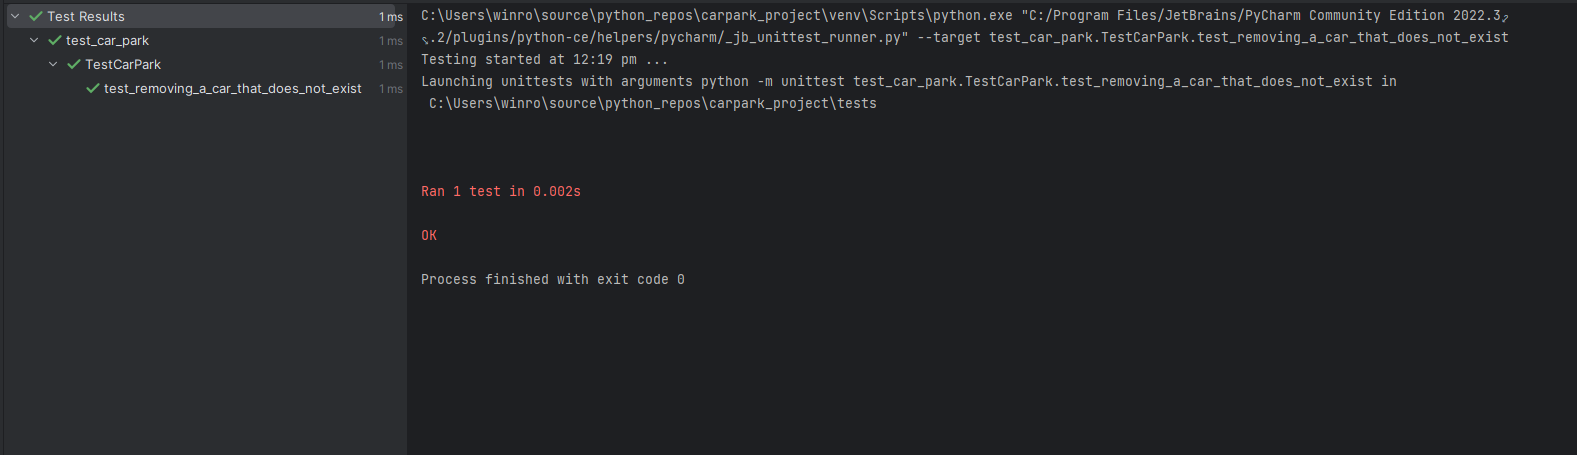 Test Results 1 ms
test_car_park 1 ms
TestCarPark 1 ms
test_removing_a_car_that_does_not_exist 1 ms
C:\Users\winro\source\python_repos\carpark_project\venv\Scripts\python.exe "C:/Program Files/JetBrains/PyCharm Community Edition 2022.3
.2/plugins/python-ce/helpers/pycharm/_jb_unittest_runner.py" --target test_car_park.TestCarPark.test_removing_a_car_that_does_not_exist
Testing started at 12:19 pm ...
Launching unittests with arguments python -m unittest test_car_park.TestCarPark.test_removing_a_car_that_does_not_exist in
C:\Users\winro\source\python_repos\carpark_project\tests
Ran 1 test in 0.002s
OK
Process finished with exit code 0